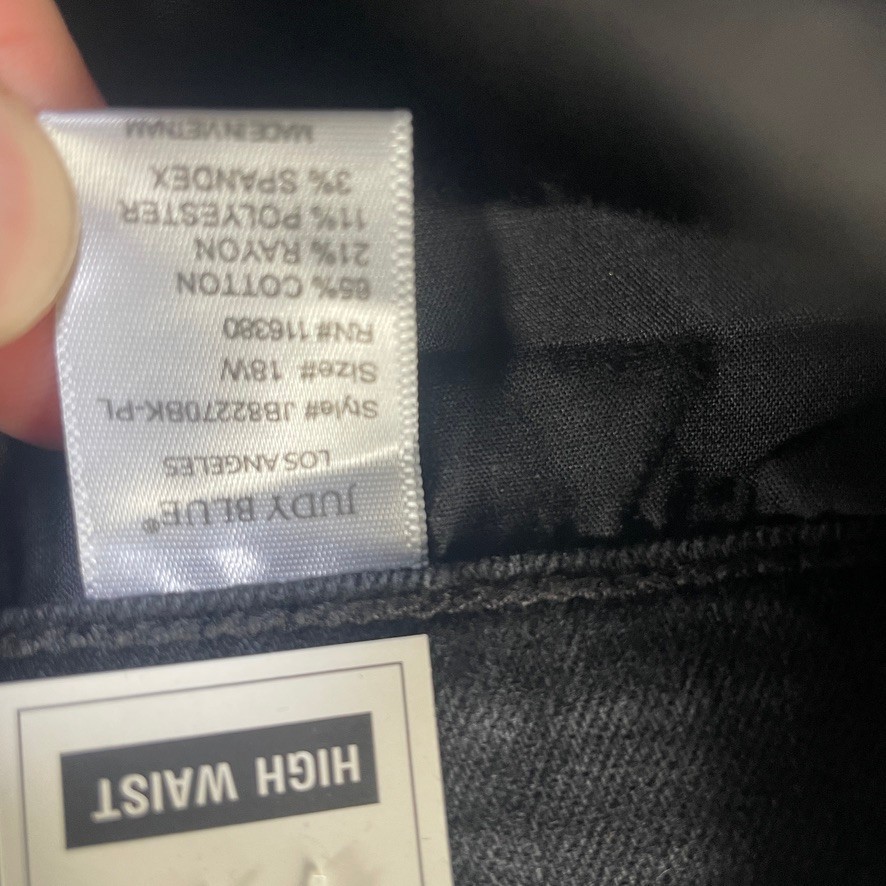 JUDY BLUE®
LOS ANGELES
Style# JB82270BK-PL
Size# 18W
RN# 116380
65% COTTON
21% RAYON
11% POLYESTER
3% SPANDEX
MADE IN VIETNAM
HIGH WAIST